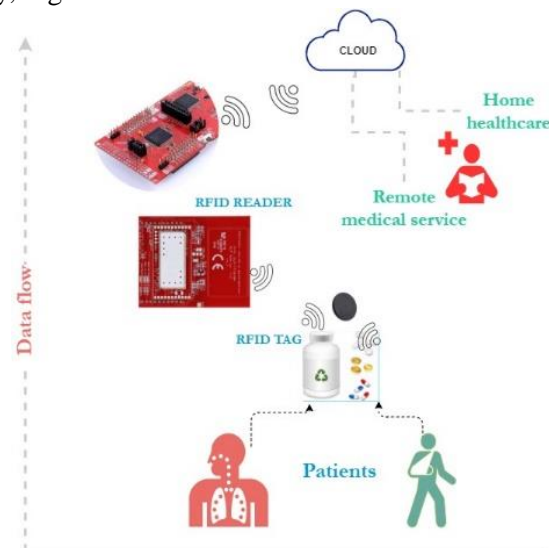 CLOUD
Home
healthcare
Remote
medical service
RFID READER
RFID TAG
Data flow
Patients